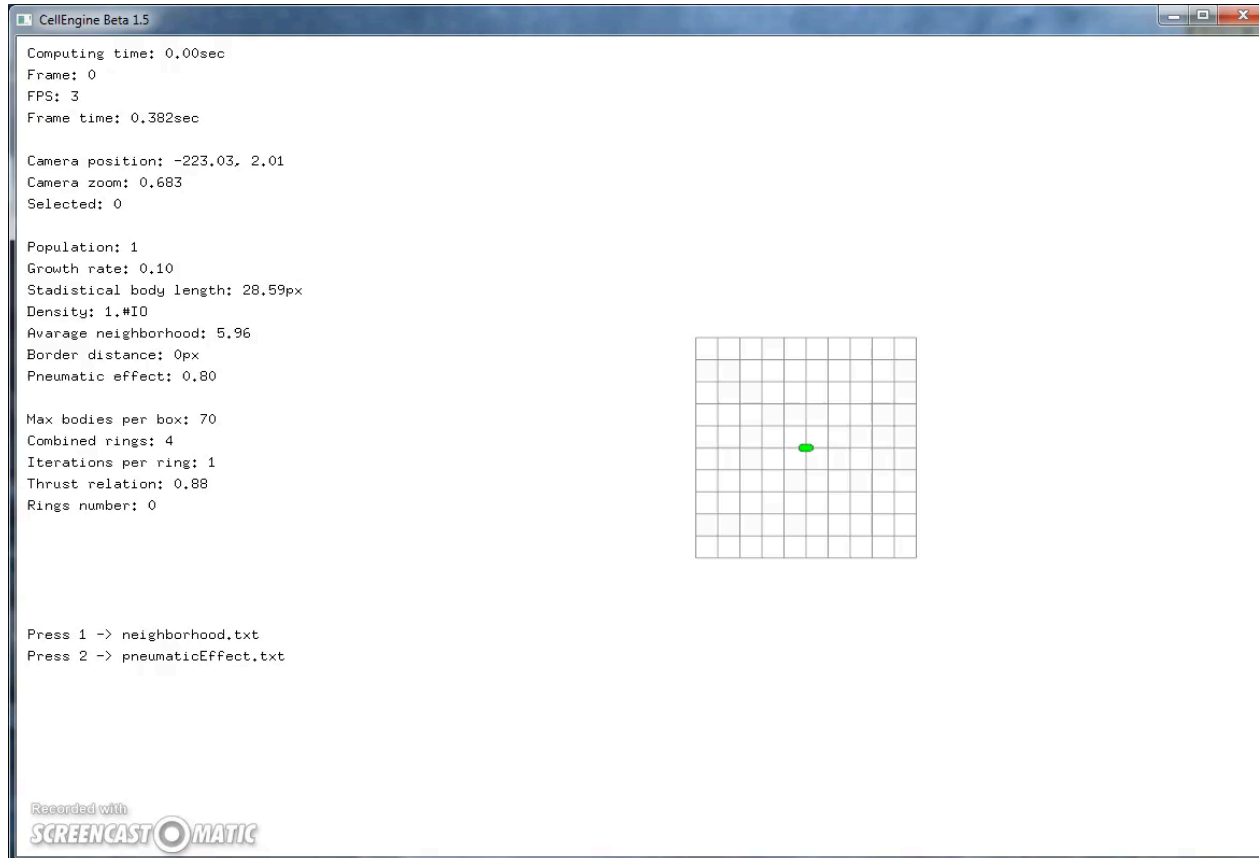 CellEngine Beta 1.5
Computing time: 0.00sec
Frame: 0
FPS: 3
Frame time: 0.382sec
Camera position: -223.03, 2.01
Camera zoom: 0.683
Selected: 0
Population: 1
Growth rate: 0.10
Stadistical body length: 28.59px
Density: 1.#IO
Avarage neighborhood: 5.96
Border distance: 0px
Pneumatic effect: 0.80
Max bodies per box: 70
Combined rings: 4
Iterations per ring: 1
Thrust relation: 0.88
Rings number: 0
Press 1 -> neighborhood.txt
Press 2 -> pneumaticEffect.txt
Recorded with
SCREENCAST O MATIC